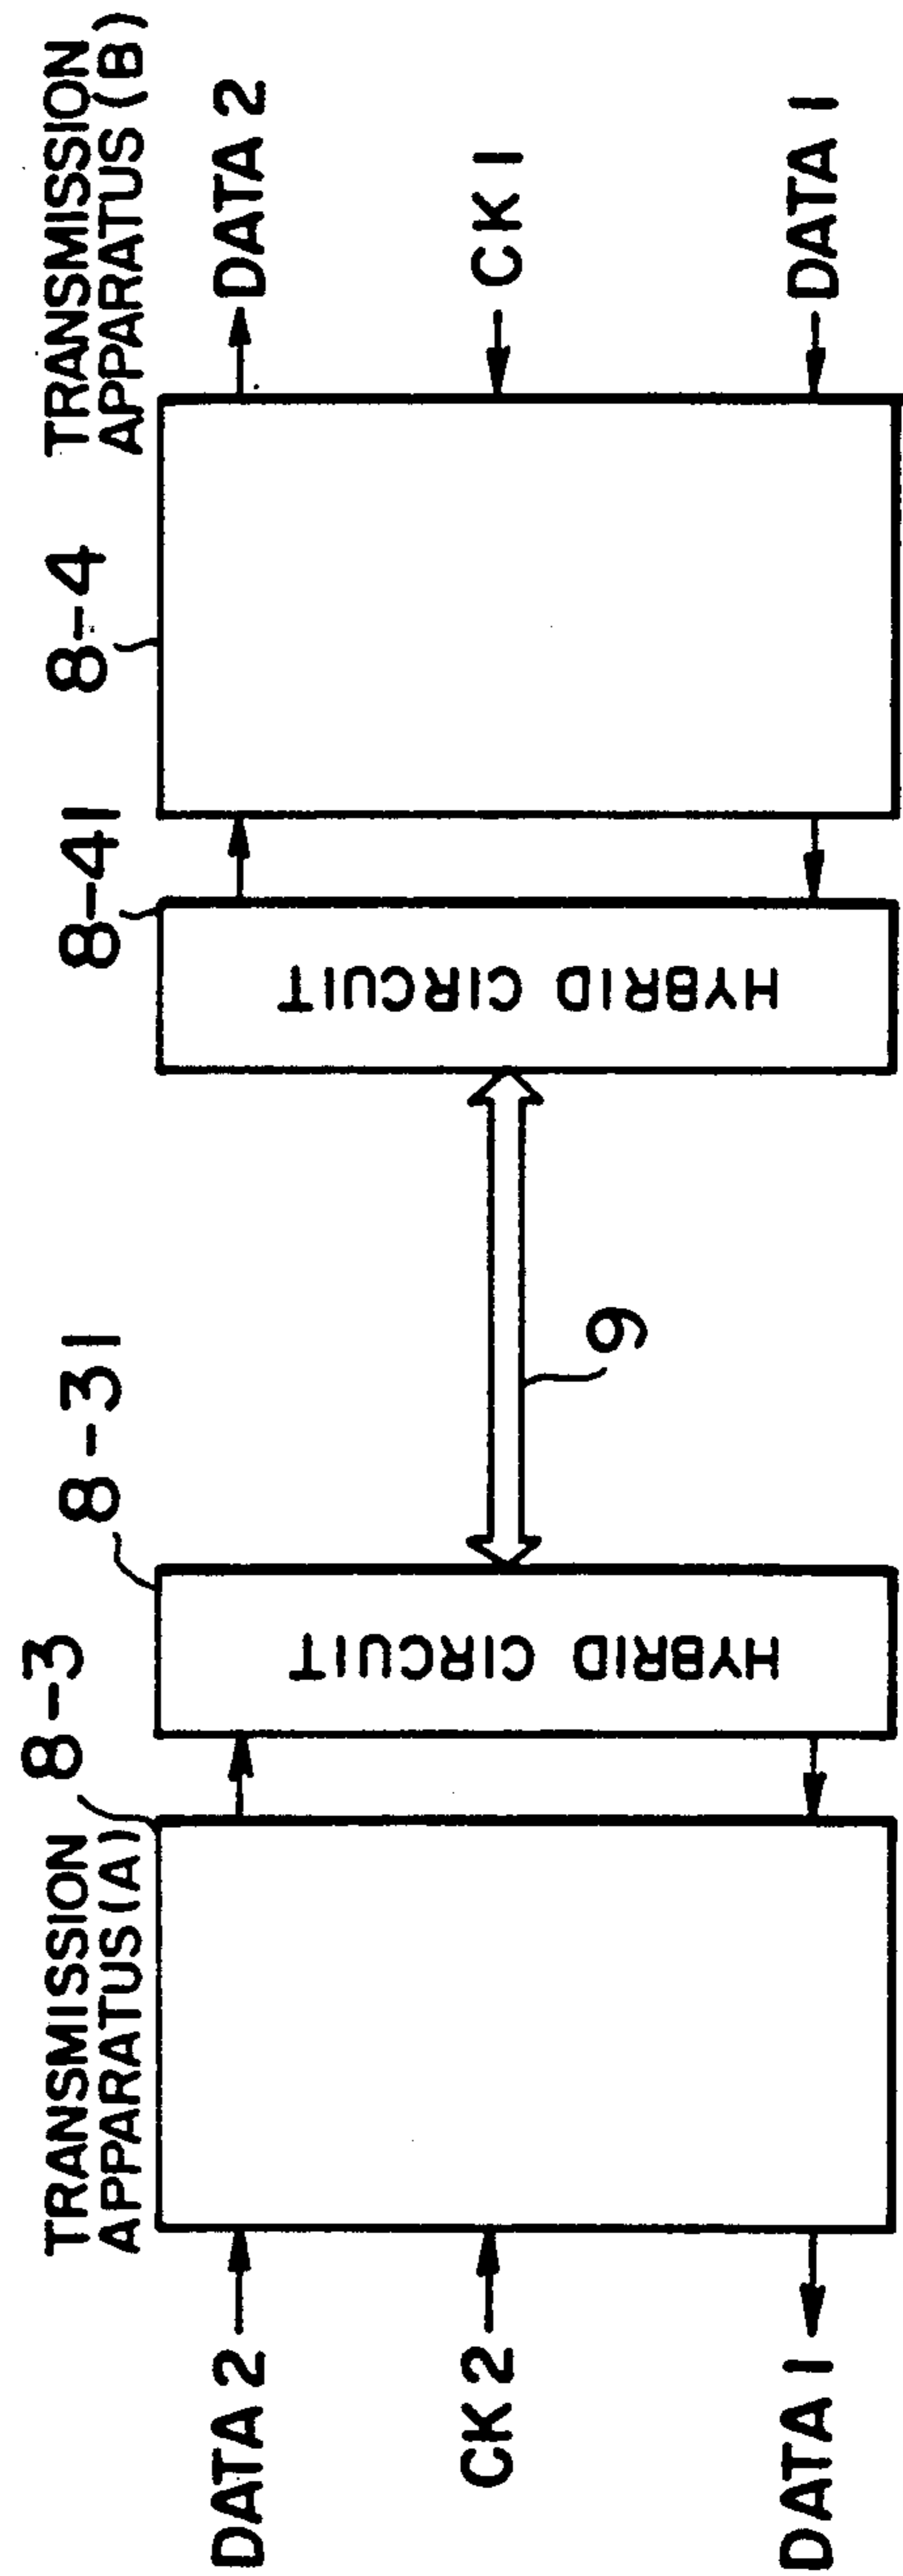 TRANSMISSION
APPARATUS (A)
8-3
8-31
8-41
8-4
TRANSMISSION
APPARATUS (B)
DATA 2
CK 2
DATA 1
HYBRID CIRCUIT
9
HYBRID CIRCUIT
DATA 2
CK 1
DATA 1